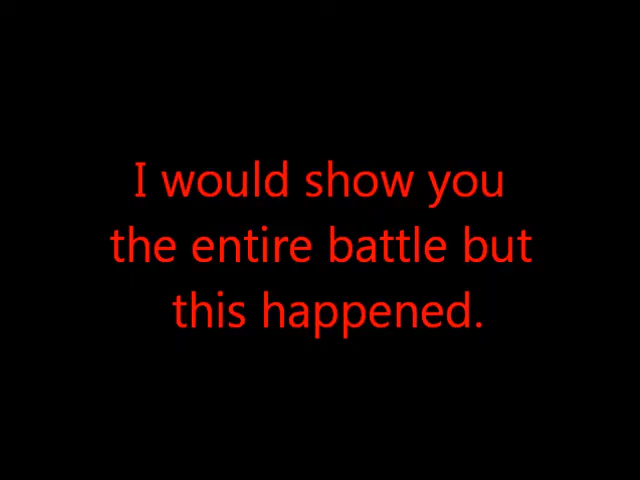 I would show you
the entire battle but
this happened.